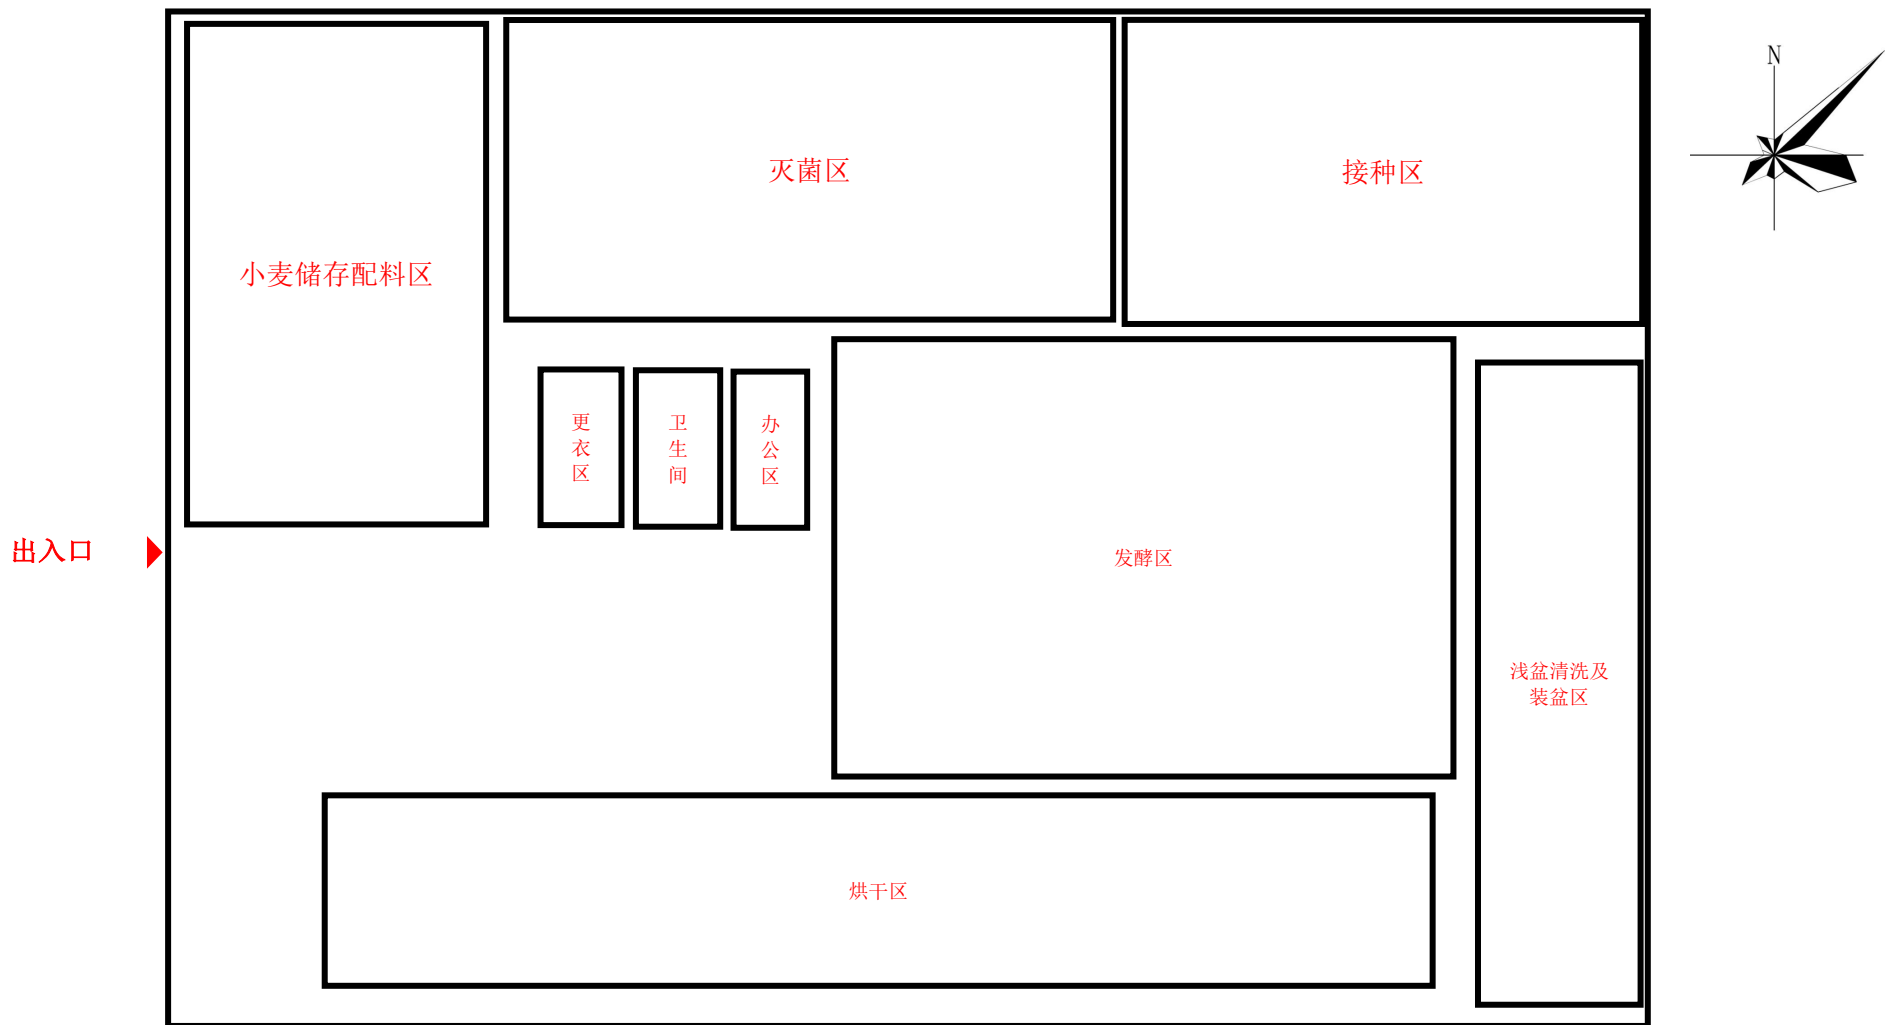 N
灭菌区
接种区
小麦储存配料区
更衣区
卫生间
办公区
出入口
发酵区
浅盆清洗及
装盆区
烘干区